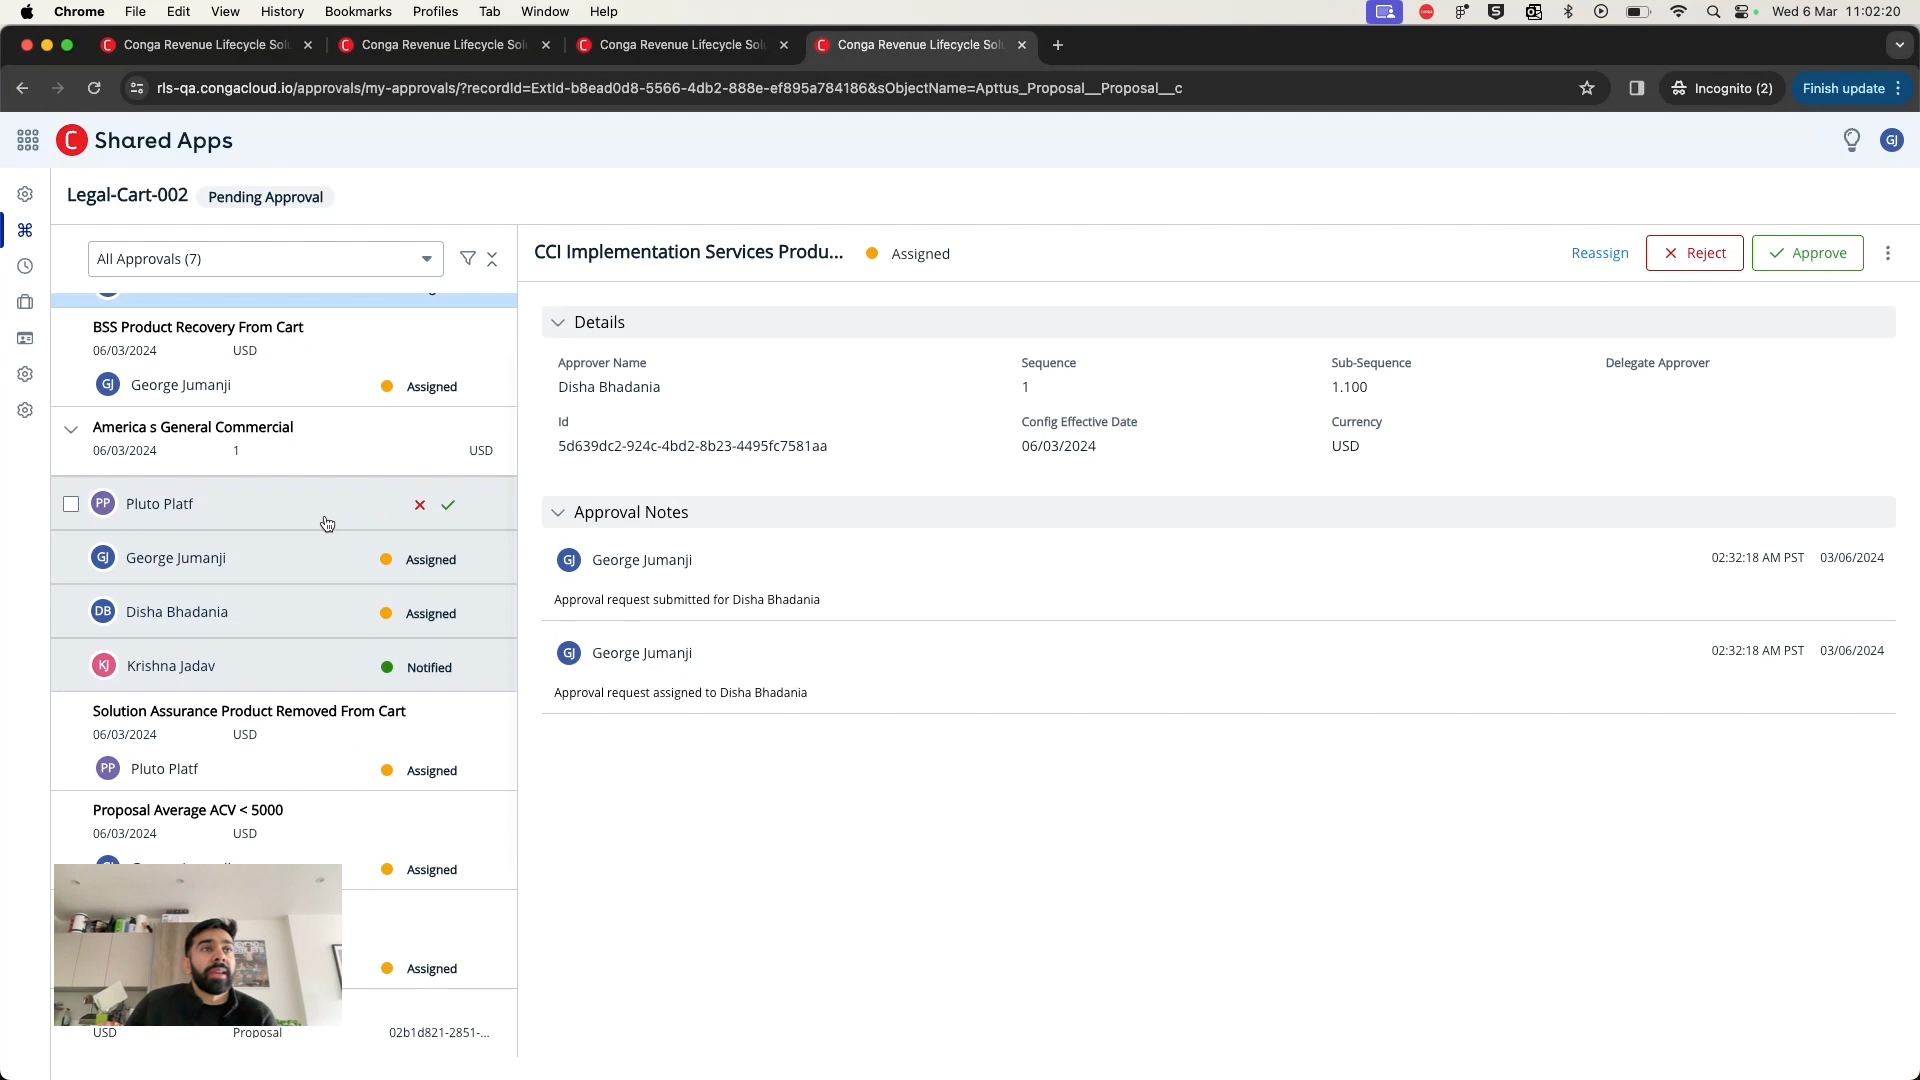 Chrome File Edit View History Bookmarks Profiles Tab Window Help Wed 6 Mar 11:02:20
Conga Revenue Lifecycle Solu Conga Revenue Lifecycle Solu Conga Revenue Lifecycle Solu Conga Revenue Lifecycle Solu
rls-qa.congacloud.io/approvals/my-approvals/?recordId=ExtId-b8ead0d8-5566-4db2-888e-ef895a784186&sObjectName=Apttus_Proposal__Proposal__c Incognito (2) Finish update
C Shared Apps GJ
Legal-Cart-002 Pending Approval
All Approvals (7)
CCI Implementation Services Produ... Assigned Reassign Reject Approve
BSS Product Recovery From Cart
06/03/2024 USD
GJ George Jumanji Assigned
America s General Commercial
06/03/2024 1 USD
PP Pluto Platf
GJ George Jumanji Assigned
DB Disha Bhadania Assigned
KJ Krishna Jadav Notified
Solution Assurance Product Removed From Cart
06/03/2024 USD
PP Pluto Platf Assigned
Proposal Average ACV < 5000
06/03/2024 USD
Assigned
Assigned
USD Proposal 02b1d821-2851-...
Details
Approver Name Sequence Sub-Sequence Delegate Approver
Disha Bhadania 1 1.100
Id Config Effective Date Currency
5d639dc2-924c-4bd2-8b23-4495fc7581aa 06/03/2024 USD
Approval Notes
GJ George Jumanji 02:32:18 AM PST 03/06/2024
Approval request submitted for Disha Bhadania
GJ George Jumanji 02:32:18 AM PST 03/06/2024
Approval request assigned to Disha Bhadania